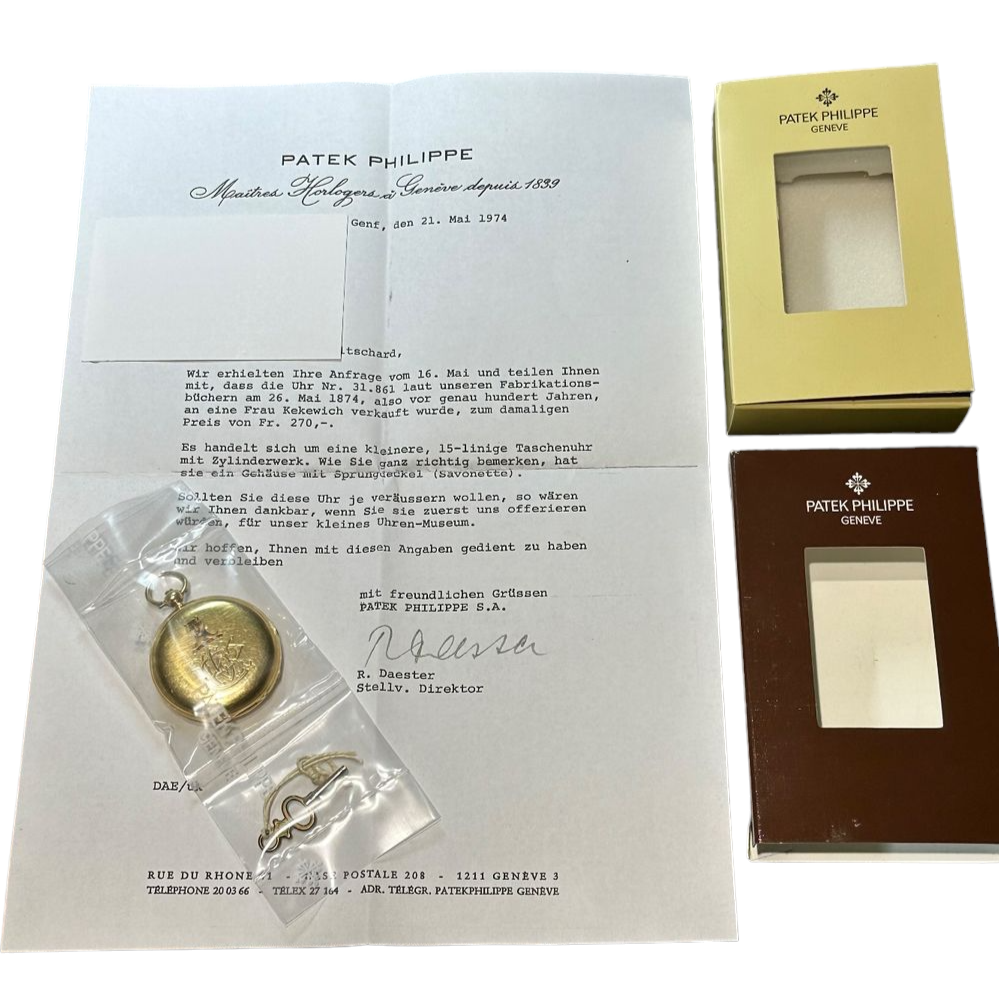 PATEK PHILIPPE
Maîtres Horlogers à Genève depuis 1839
Genf, den 21. Mai 1974
itschard,
Wir erhielten Ihre Anfrage vom 16. Mai und teilen Ihnen
mit, dass die Uhr Nr. 31.861 laut unseren Fabrikations-
büchern am 26. Mai 1874, also vor genau hundert Jahren,
an eine Frau Kekewich verkauft wurde, zum damaligen
Preis von Fr. 270,-.
Es handelt sich um eine kleinere, 15-linige Taschenuhr
mit Zylinderwerk. Wie Sie ganz richtig bemerken, hat
sie ein Gehäuse mit Sprungdeckel (Savonette).
Sollten Sie diese Uhr je veräussern wollen, so wären
wir Ihnen dankbar, wenn Sie sie zuerst uns offerieren
würden, für unser kleines Uhren-Museum.
Wir hoffen, Ihnen mit diesen Angaben gedient zu haben
und verbleiben
mit freundlichen Grüssen
PATEK PHILIPPE S.A.
R. Daester
Stellv. Direktor
DAE/
RUE DU RHONE - CASE POSTALE 208 - 1211 GENÈVE 3
TÉLÉPHONE 20 03 66 - TÉLEX 27 164 - ADR. TÉLÉGR. PATEKPHILIPPE GENÈVE
PATEK PHILIPPE
GENEVE
PATEK PHILIPPE
GENEVE